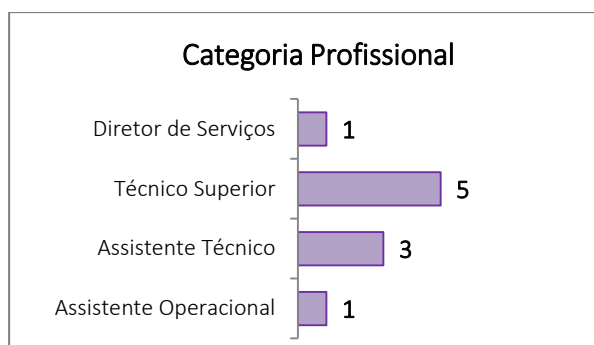 Categoria Profissional
Diretor de Serviços 1
Técnico Superior 5
Assistente Técnico 3
Assistente Operacional 1